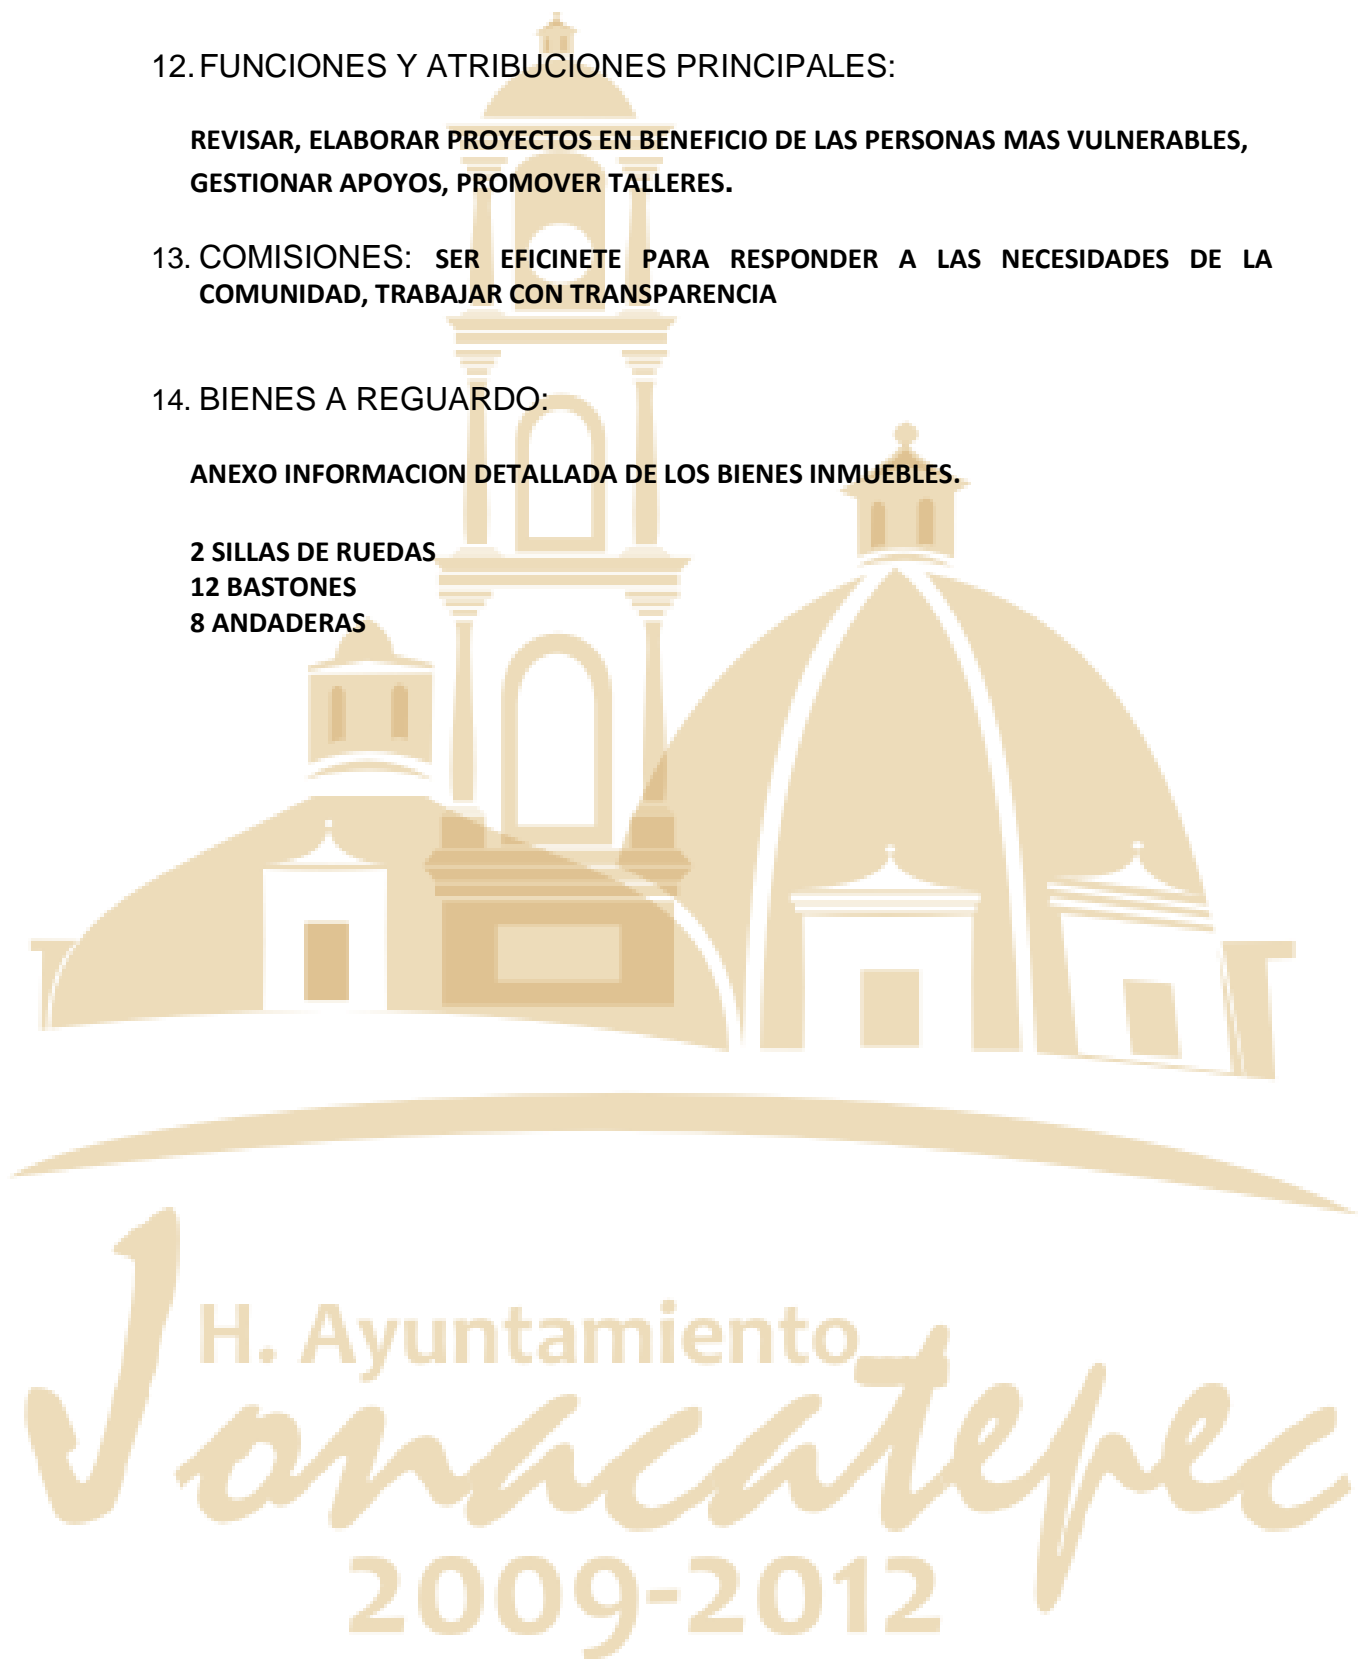 12. FUNCIONES Y ATRIBUCIONES PRINCIPALES:
REVISAR, ELABORAR PROYECTOS EN BENEFICIO DE LAS PERSONAS MAS VULNERABLES,
GESTIONAR APOYOS, PROMOVER TALLERES.
13. COMISIONES: SER EFICINETE PARA RESPONDER A LAS NECESIDADES DE LA
COMUNIDAD, TRABAJAR CON TRANSPARENCIA
14. BIENES A REGUARDO:
ANEXO INFORMACION DETALLADA DE LOS BIENES INMUEBLES.
2 SILLAS DE RUEDAS
12 BASTONES
8 ANDADERAS
H. Ayuntamiento
Jonacatepec
2009-2012